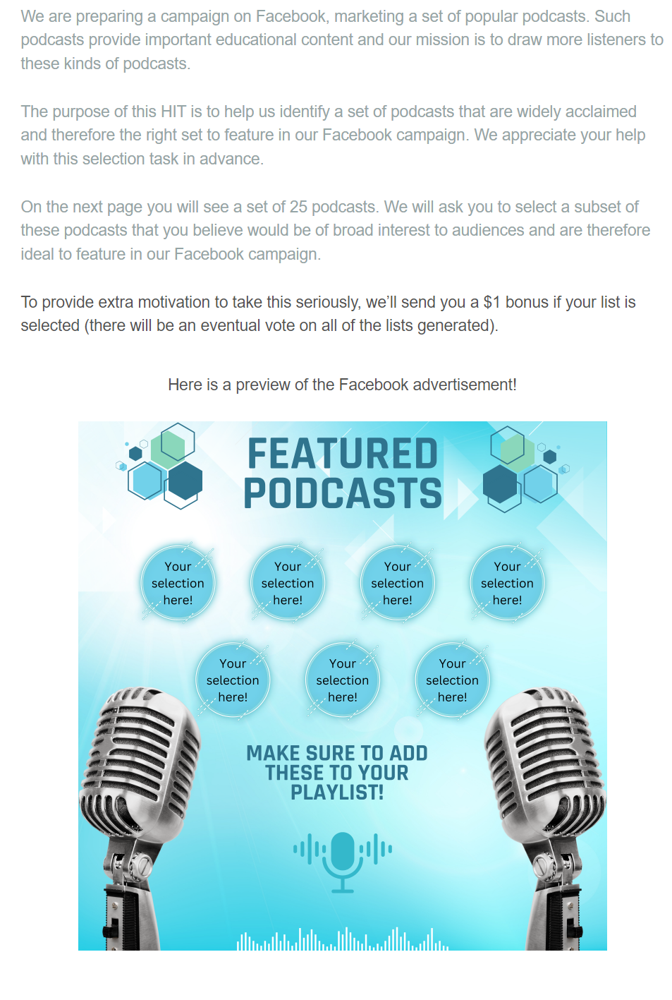 We are preparing a campaign on Facebook, marketing a set of popular podcasts. Such
podcasts provide important educational content and our mission is to draw more listeners to
these kinds of podcasts.
The purpose of this HIT is to help us identify a set of podcasts that are widely acclaimed
and therefore the right set to feature in our Facebook campaign. We appreciate your help
with this selection task in advance.
On the next page you will see a set of 25 podcasts. We will ask you to select a subset of
these podcasts that you believe would be of broad interest to audiences and are therefore
ideal to feature in our Facebook campaign.
To provide extra motivation to take this seriously, we’ll send you a $1 bonus if your list is
selected (there will be an eventual vote on all of the lists generated).
Here is a preview of the Facebook advertisement!
FEATURED
PODCASTS
Your
selection
here!
Your
selection
here!
Your
selection
here!
Your
selection
here!
Your
selection
here!
Your
selection
here!
Your
selection
here!
MAKE SURE TO ADD
THESE TO YOUR
PLAYLIST!